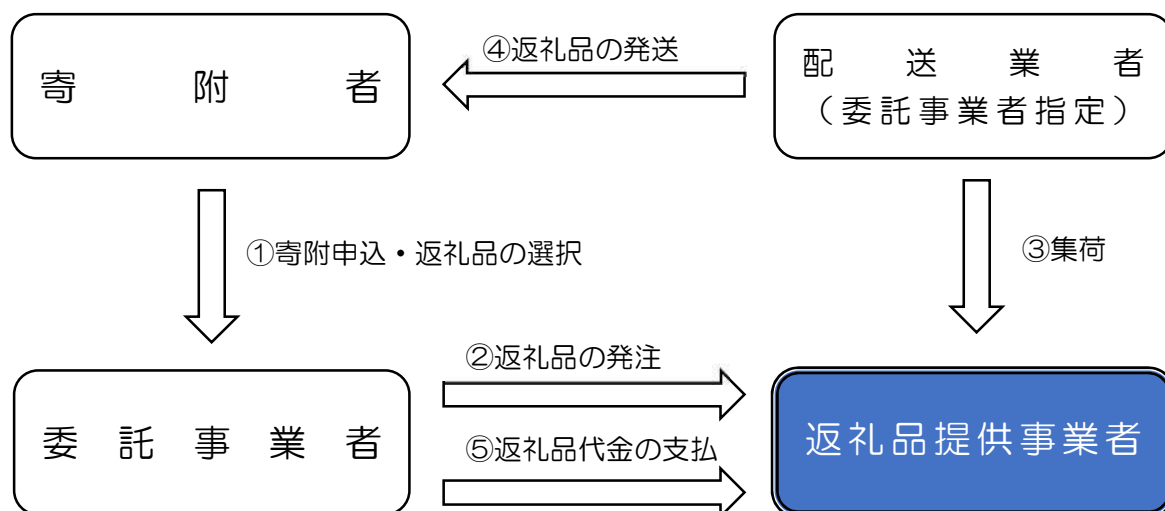 ④返礼品の発送
寄附者
配送業者
（委託事業者指定）
①寄附申込・返礼品の選択
③集荷
②返礼品の発注
委託事業者
⑤返礼品代金の支払
返礼品提供事業者